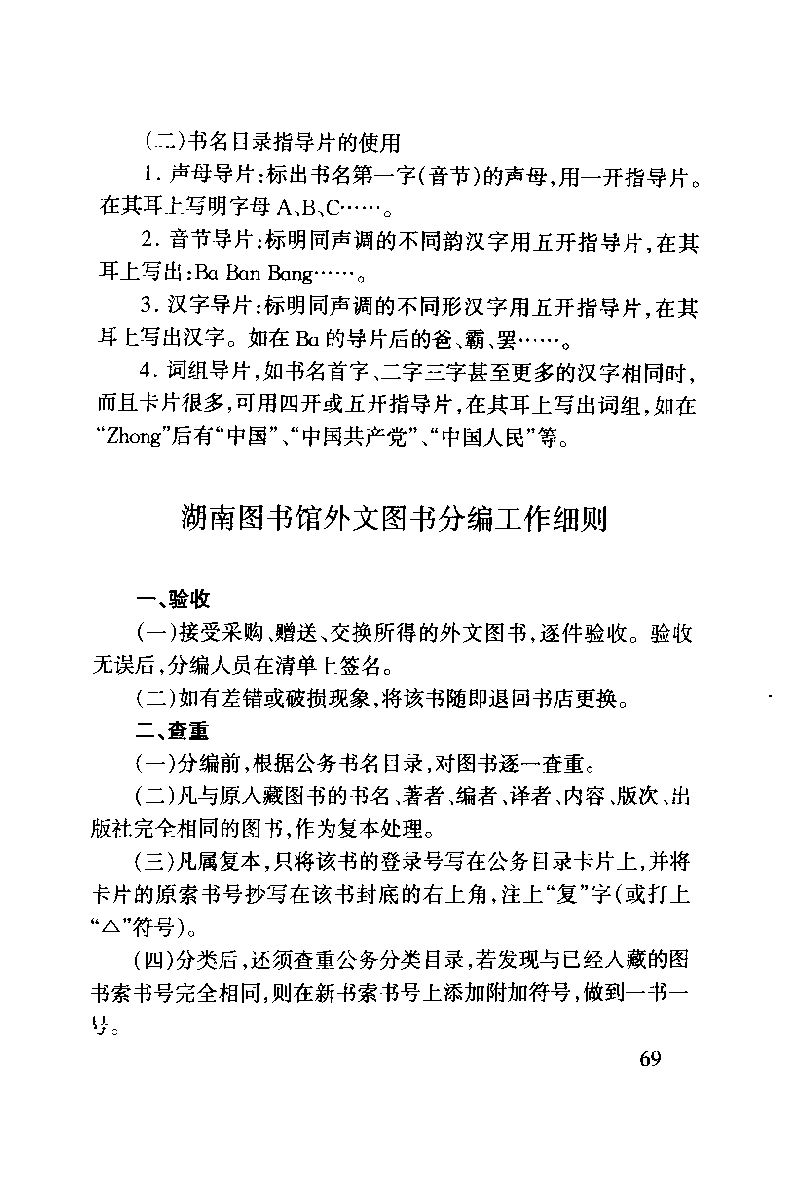 (二)书名目录指导片的使用
1. 声母导片:标出书名第一字(音节)的声母,用一开指导片。
在其耳上写明字母 A、B、C……。
2. 音节导片:标明同声调的不同韵汉字用五开指导片,在其
耳上写出:Ba Ban Bang……。
3. 汉字导片:标明同声调的不同形汉字用五开指导片,在其
耳上写出汉字。如在 Ba 的导片后的爸、霸、罢……。
4. 词组导片,如书名首字、二字三字甚至更多的汉字相同时,
而且卡片很多,可用四开或五开指导片,在其耳上写出词组,如在
“Zhong”后有“中国”、“中国共产党”、“中国人民”等。
湖南图书馆外文图书分编工作细则
一、验收
(一)接受采购、赠送、交换所得的外文图书,逐件验收。验收
无误后,分编人员在清单上签名。
(二)如有差错或破损现象,将该书随即退回书店更换。
二、查重
(一)分编前,根据公务书名目录,对图书逐一查重。
(二)凡与原入藏图书的书名、著者、编者、译者、内容、版次、出
版社完全相同的图书,作为复本处理。
(三)凡属复本,只将该书的登录号写在公务目录卡片上,并将
卡片的原索书号抄写在该书封底的右上角,注上“复”字(或打上
“△”符号)。
(四)分类后,还须查重公务分类目录,若发现与已经入藏的图
书索书号完全相同,则在新书索书号上添加附加符号,做到一书一
号。
69